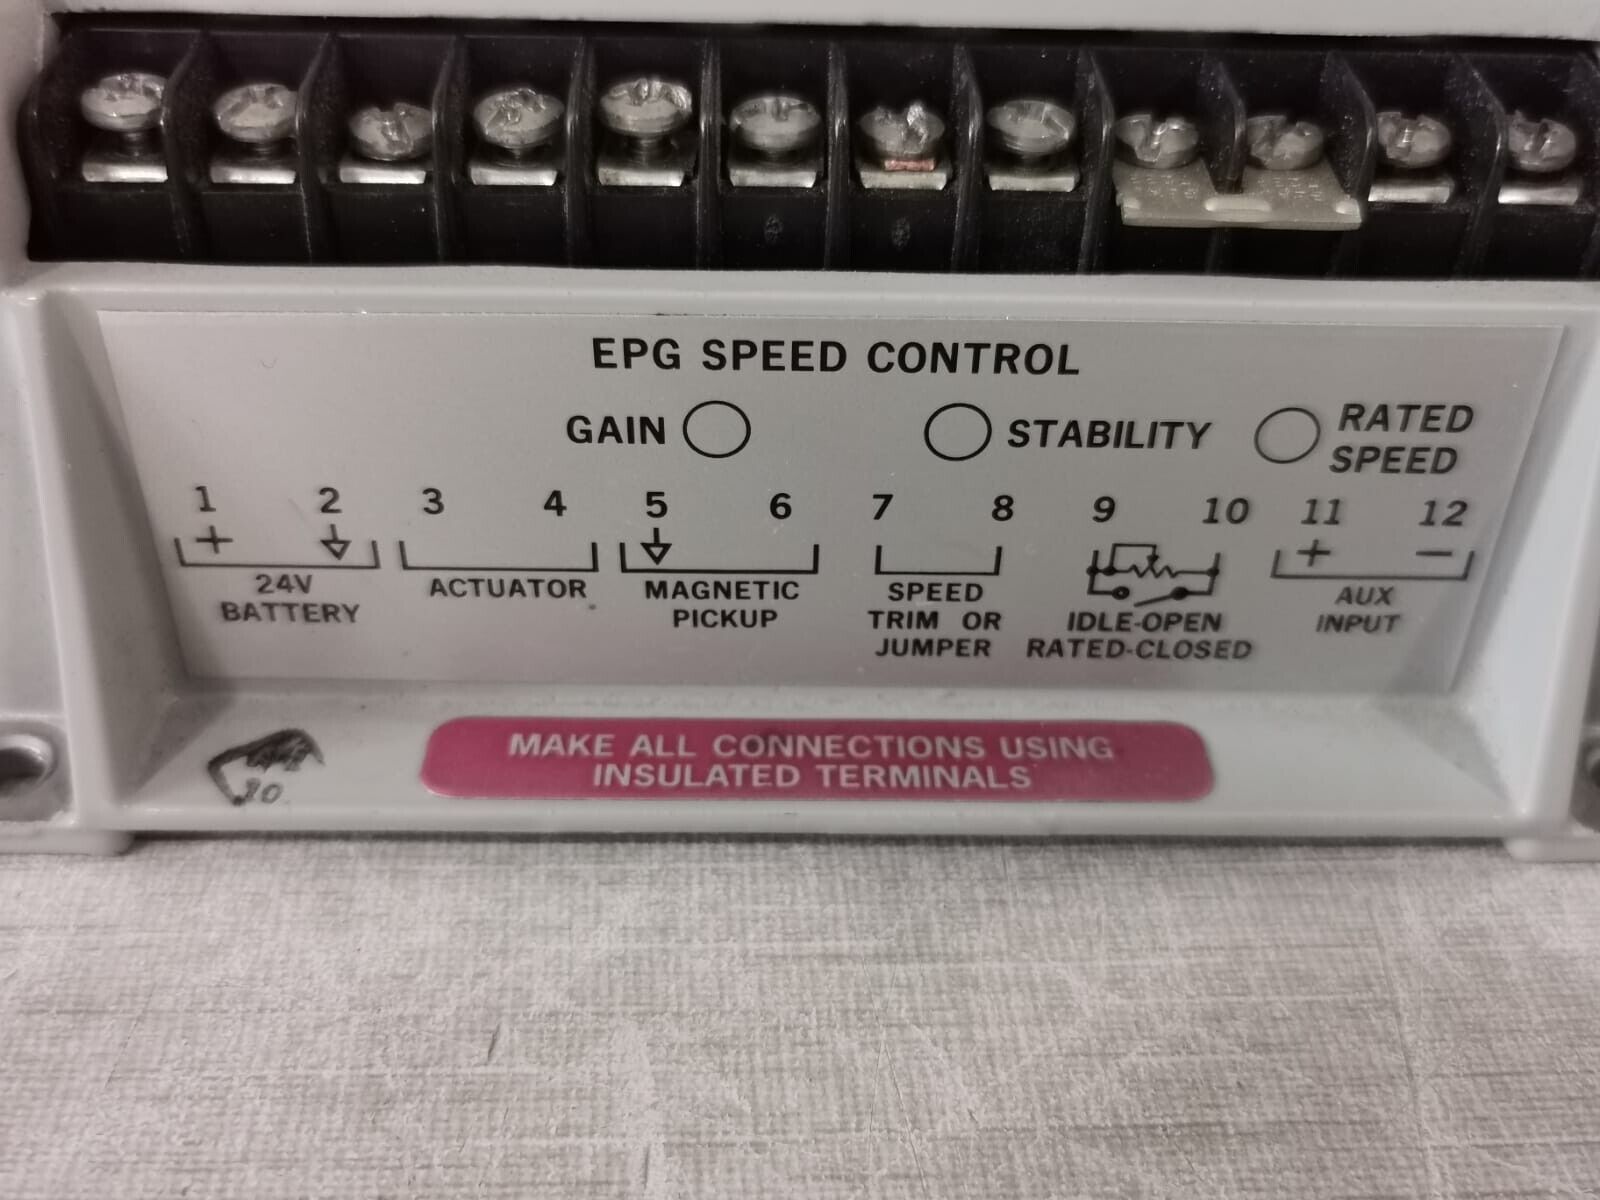 EPG SPEED CONTROL
GAIN STABILITY RATED SPEED
1 2 3 4 5 6 7 8 9 10 11 12
+ + −
24V BATTERY
ACTUATOR
MAGNETIC PICKUP
SPEED TRIM OR JUMPER
IDLE-OPEN RATED-CLOSED
AUX INPUT
MAKE ALL CONNECTIONS USING
INSULATED TERMINALS